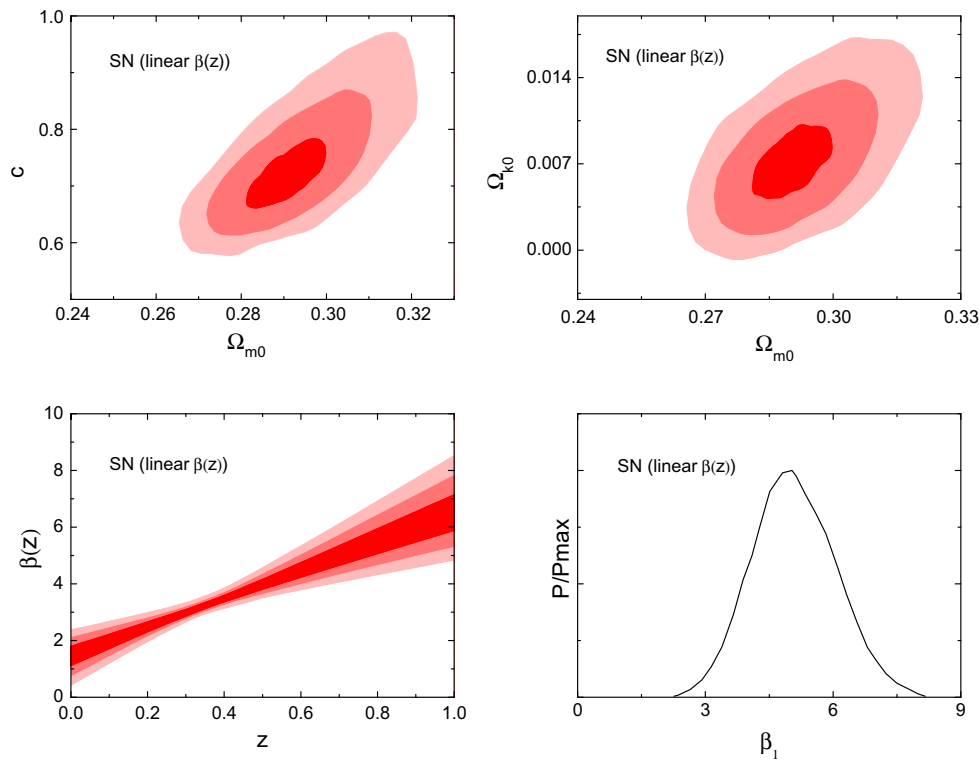 1.0
SN (linear β(z))
0.8
c
0.6
0.24 0.26 0.28 0.30 0.32
Ω_m0
SN (linear β(z))
0.014
0.007
Ω_k0
0.000
0.24 0.27 0.30 0.33
Ω_m0
10
SN (linear β(z))
8
6
β(z)
4
2
0
0.0 0.2 0.4 0.6 0.8 1.0
z
SN (linear β(z))
P/Pmax
0 3 6 9
β_1